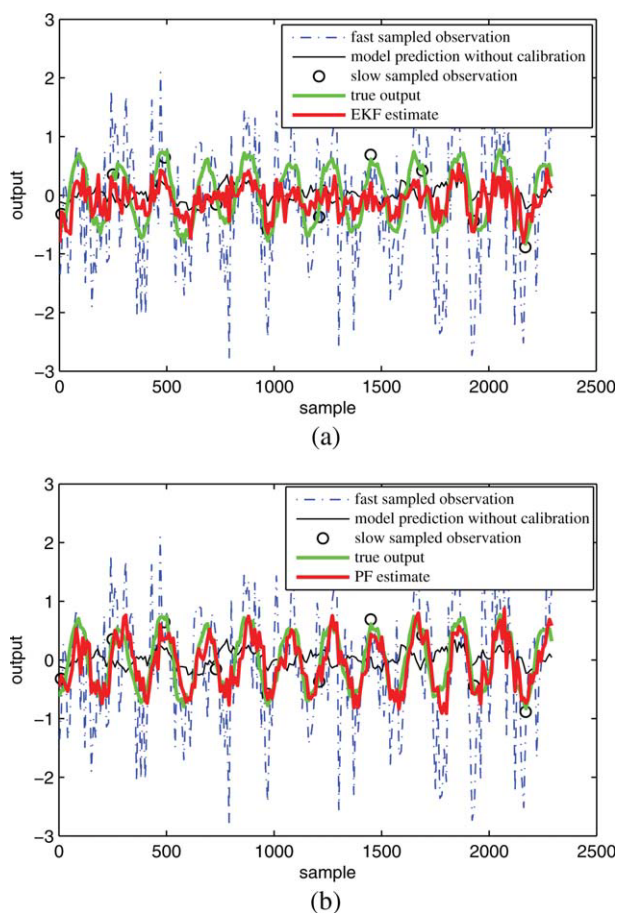 3
2
1
0
-1
-2
-3
output
fast sampled observation
model prediction without calibration
slow sampled observation
true output
EKF estimate
0
500
1000
1500
2000
2500
sample
(a)
3
2
1
0
-1
-2
-3
output
fast sampled observation
model prediction without calibration
slow sampled observation
true output
PF estimate
0
500
1000
1500
2000
2500
sample
(b)